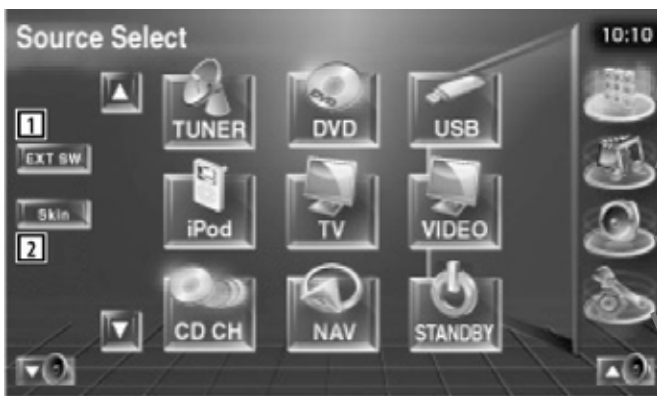 Source Select
10:10
TUNER DVD USB
1
EXT SW
Skin
2
iPod TV VIDEO
CD CH NAV STANDBY